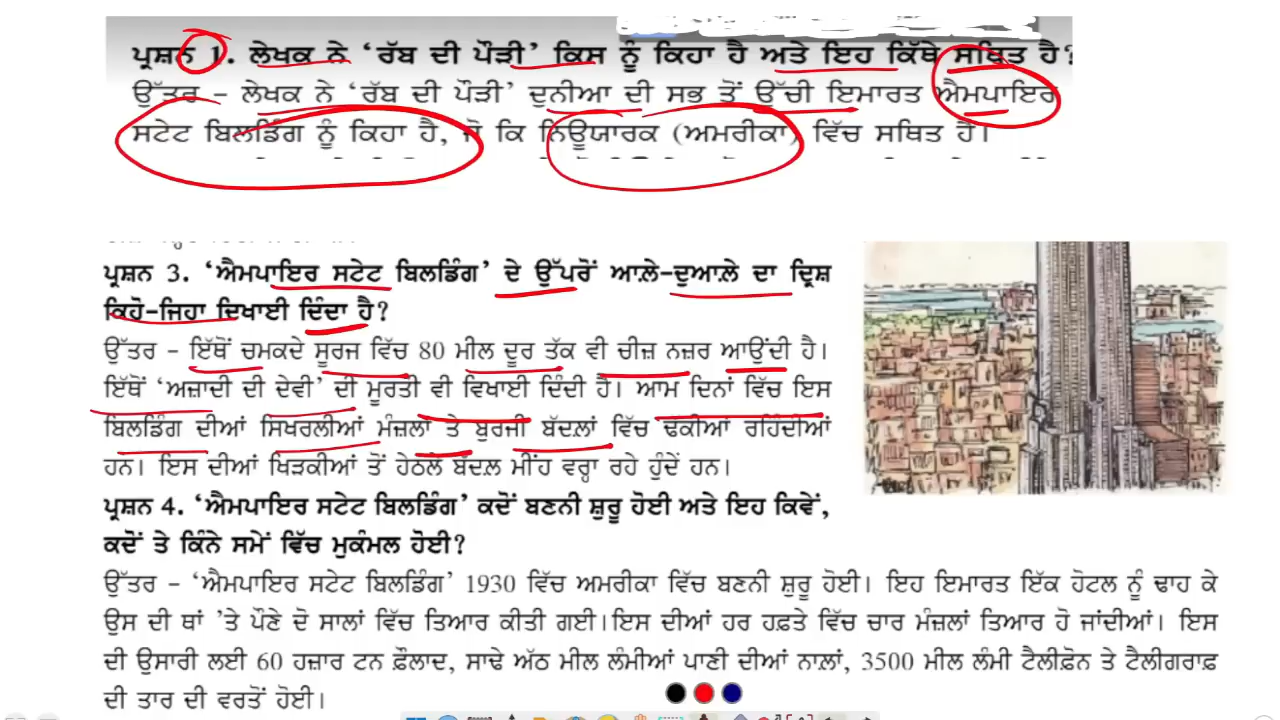 ਪ੍ਰਸ਼ਨ 1. ਲੇਖਕ ਨੇ ‘ਰੱਬ ਦੀ ਪੌੜੀ’ ਕਿਸ ਨੂੰ ਕਿਹਾ ਹੈ ਅਤੇ ਇਹ ਕਿੱਥੇ ਸਥਿਤ ਹੈ?
ਉੱਤਰ – ਲੇਖਕ ਨੇ ‘ਰੱਬ ਦੀ ਪੌੜੀ’ ਦੁਨੀਆ ਦੀ ਸਭ ਤੋਂ ਉੱਚੀ ਇਮਾਰਤ ਐਮਪਾਇਰ
ਸਟੇਟ ਬਿਲਡਿੰਗ ਨੂੰ ਕਿਹਾ ਹੈ, ਜੋ ਕਿ ਨਿਊਯਾਰਕ (ਅਮਰੀਕਾ) ਵਿੱਚ ਸਥਿਤ ਹੈ।
ਪ੍ਰਸ਼ਨ 3. ‘ਐਮਪਾਇਰ ਸਟੇਟ ਬਿਲਡਿੰਗ’ ਦੇ ਉੱਪਰੋਂ ਆਲ਼ੇ-ਦੁਆਲ਼ੇ ਦਾ ਦ੍ਰਿਸ਼
ਕਿਹੋ-ਜਿਹਾ ਦਿਖਾਈ ਦਿੰਦਾ ਹੈ?
ਉੱਤਰ – ਇੱਥੋਂ ਚਮਕਦੇ ਸੂਰਜ ਵਿੱਚ 80 ਮੀਲ ਦੂਰ ਤੱਕ ਵੀ ਚੀਜ਼ ਨਜ਼ਰ ਆਉਂਦੀ ਹੈ।
ਇੱਥੋਂ ‘ਅਜ਼ਾਦੀ ਦੀ ਦੇਵੀ’ ਦੀ ਮੂਰਤੀ ਵੀ ਵਿਖਾਈ ਦਿੰਦੀ ਹੈ। ਆਮ ਦਿਨਾਂ ਵਿੱਚ ਇਸ
ਬਿਲਡਿੰਗ ਦੀਆਂ ਸਿਖਰਲੀਆਂ ਮੰਜ਼ਲਾਂ ਤੇ ਬੁਰਜੀ ਬੱਦਲ਼ਾਂ ਵਿੱਚ ਢੱਕੀਆਂ ਰਹਿੰਦੀਆਂ
ਹਨ। ਇਸ ਦੀਆਂ ਖਿੜਕੀਆਂ ਤੋਂ ਹੇਠਲੇ ਬੱਦਲ਼ ਮੀਂਹ ਵਰ੍ਹਾ ਰਹੇ ਹੁੰਦੇਂ ਹਨ।
ਪ੍ਰਸ਼ਨ 4. ‘ਐਮਪਾਇਰ ਸਟੇਟ ਬਿਲਡਿੰਗ’ ਕਦੋਂ ਬਣਨੀ ਸ਼ੁਰੂ ਹੋਈ ਅਤੇ ਇਹ ਕਿਵੇਂ,
ਕਦੋਂ ਤੇ ਕਿੰਨੇ ਸਮੇਂ ਵਿੱਚ ਮੁਕੰਮਲ ਹੋਈ?
ਉੱਤਰ – ‘ਐਮਪਾਇਰ ਸਟੇਟ ਬਿਲਡਿੰਗ’ 1930 ਵਿੱਚ ਅਮਰੀਕਾ ਵਿੱਚ ਬਣਨੀ ਸ਼ੁਰੂ ਹੋਈ। ਇਹ ਇਮਾਰਤ ਇੱਕ ਹੋਟਲ ਨੂੰ ਢਾਹ ਕੇ
ਉਸ ਦੀ ਥਾਂ ’ਤੇ ਪੌਣੇ ਦੋ ਸਾਲਾਂ ਵਿੱਚ ਤਿਆਰ ਕੀਤੀ ਗਈ।ਇਸ ਦੀਆਂ ਹਰ ਹਫ਼ਤੇ ਵਿੱਚ ਚਾਰ ਮੰਜ਼ਲਾਂ ਤਿਆਰ ਹੋ ਜਾਂਦੀਆਂ। ਇਸ
ਦੀ ਉਸਾਰੀ ਲਈ 60 ਹਜ਼ਾਰ ਟਨ ਫ਼ੌਲਾਦ, ਸਾਢੇ ਅੱਠ ਮੀਲ ਲੰਮੀਆਂ ਪਾਣੀ ਦੀਆਂ ਨਾਲ਼ਾਂ, 3500 ਮੀਲ ਲੰਮੀ ਟੈਲੀਫ਼ੋਨ ਤੇ ਟੈਲੀਗਰਾਫ਼
ਦੀ ਤਾਰ ਦੀ ਵਰਤੋਂ ਹੋਈ।